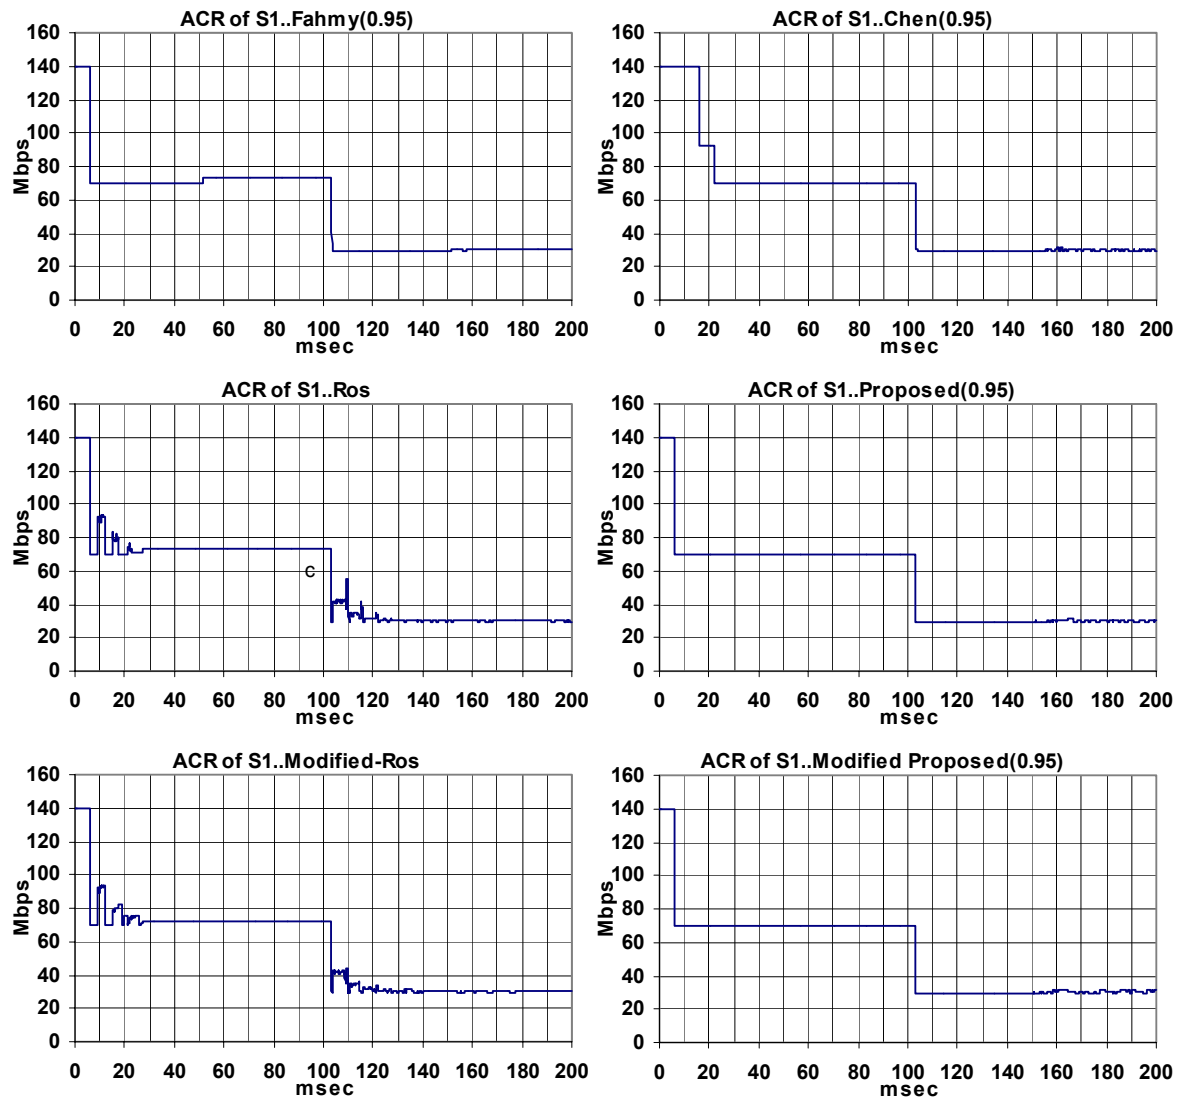 ACR of S1..Fahmy(0.95)
160
140
120
100
80
60
40
20
0
Mbps
0 20 40 60 80 100 120 140 160 180 200
msec
ACR of S1..Chen(0.95)
160
140
120
100
80
60
40
20
0
Mbps
0 20 40 60 80 100 120 140 160 180 200
msec
ACR of S1..Ros
160
140
120
100
80
60
40
20
0
Mbps
c
0 20 40 60 80 100 120 140 160 180 200
msec
ACR of S1..Proposed(0.95)
160
140
120
100
80
60
40
20
0
Mbps
0 20 40 60 80 100 120 140 160 180 200
msec
ACR of S1..Modified-Ros
160
140
120
100
80
60
40
20
0
Mbps
0 20 40 60 80 100 120 140 160 180 200
msec
ACR of S1..Modified Proposed(0.95)
160
140
120
100
80
60
40
20
0
Mbps
0 20 40 60 80 100 120 140 160 180 200
msec